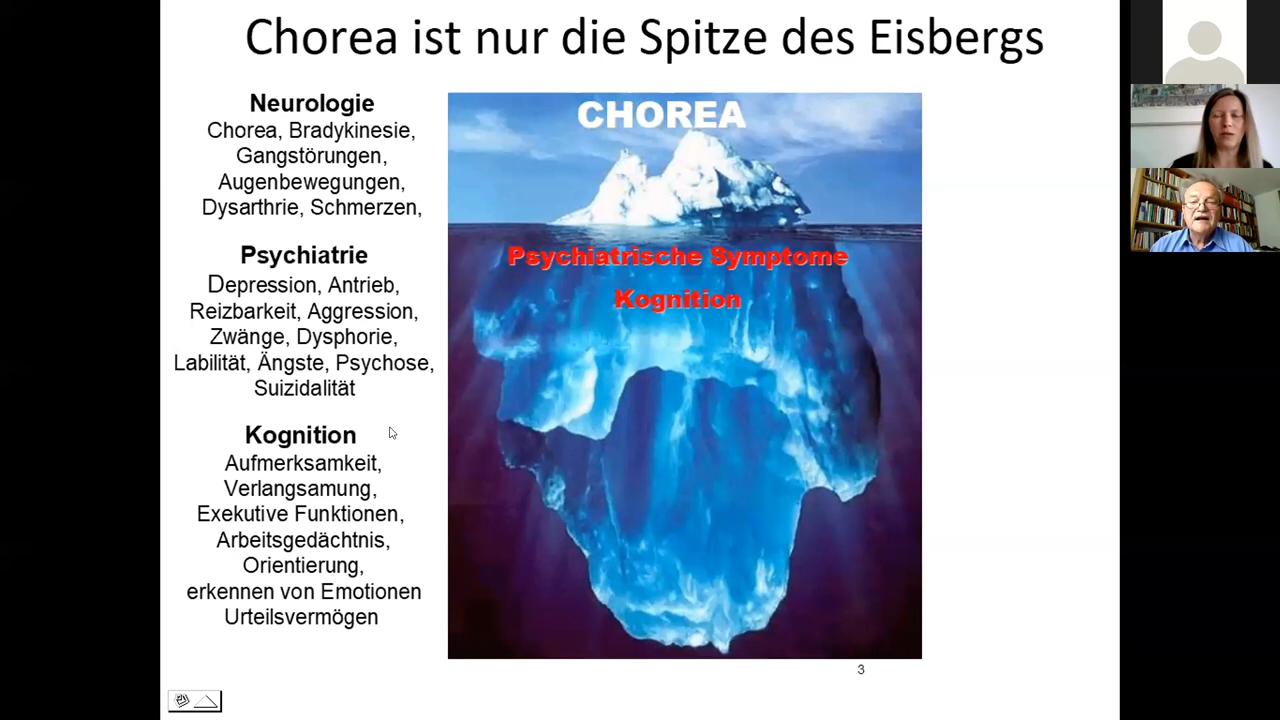 Chorea ist nur die Spitze des Eisbergs
Neurologie
Chorea, Bradykinesie,
Gangstörungen,
Augenbewegungen,
Dysarthrie, Schmerzen,
Psychiatrie
Depression, Antrieb,
Reizbarkeit, Aggression,
Zwänge, Dysphorie,
Labilität, Ängste, Psychose,
Suizidalität
Kognition
Aufmerksamkeit,
Verlangsamung,
Exekutive Funktionen,
Arbeitsgedächtnis,
Orientierung,
erkennen von Emotionen
Urteilsvermögen
CHOREA
Psychiatrische Symptome
Kognition
3